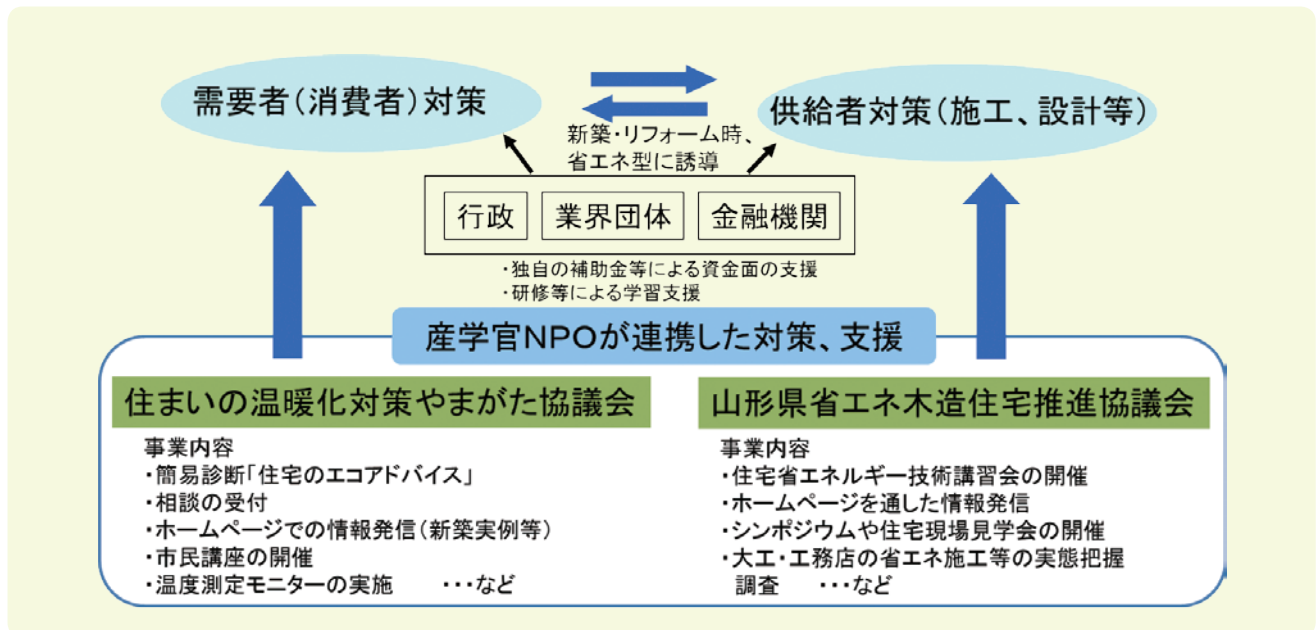 需要者(消費者)対策
供給者対策(施工、設計等)
新築・リフォーム時、
省エネ型に誘導
行政
業界団体
金融機関
・独自の補助金等による資金面の支援
・研修等による学習支援
産学官NPOが連携した対策、支援
住まいの温暖化対策やまがた協議会
事業内容
・簡易診断「住宅のエコアドバイス」
・相談の受付
・ホームページでの情報発信(新築実例等)
・市民講座の開催
・温度測定モニターの実施 ・・・など
山形県省エネ木造住宅推進協議会
事業内容
・住宅省エネルギー技術講習会の開催
・ホームページを通した情報発信
・シンポジウムや住宅現場見学会の開催
・大工・工務店の省エネ施工等の実態把握
調査 ・・・など